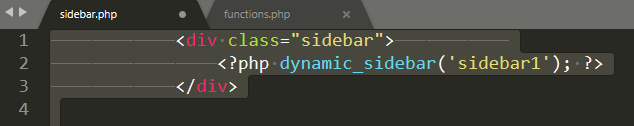 sidebar.php functions.php
1 <div class="sidebar">
2 <?php dynamic_sidebar('sidebar1'); ?>
3 </div>
4